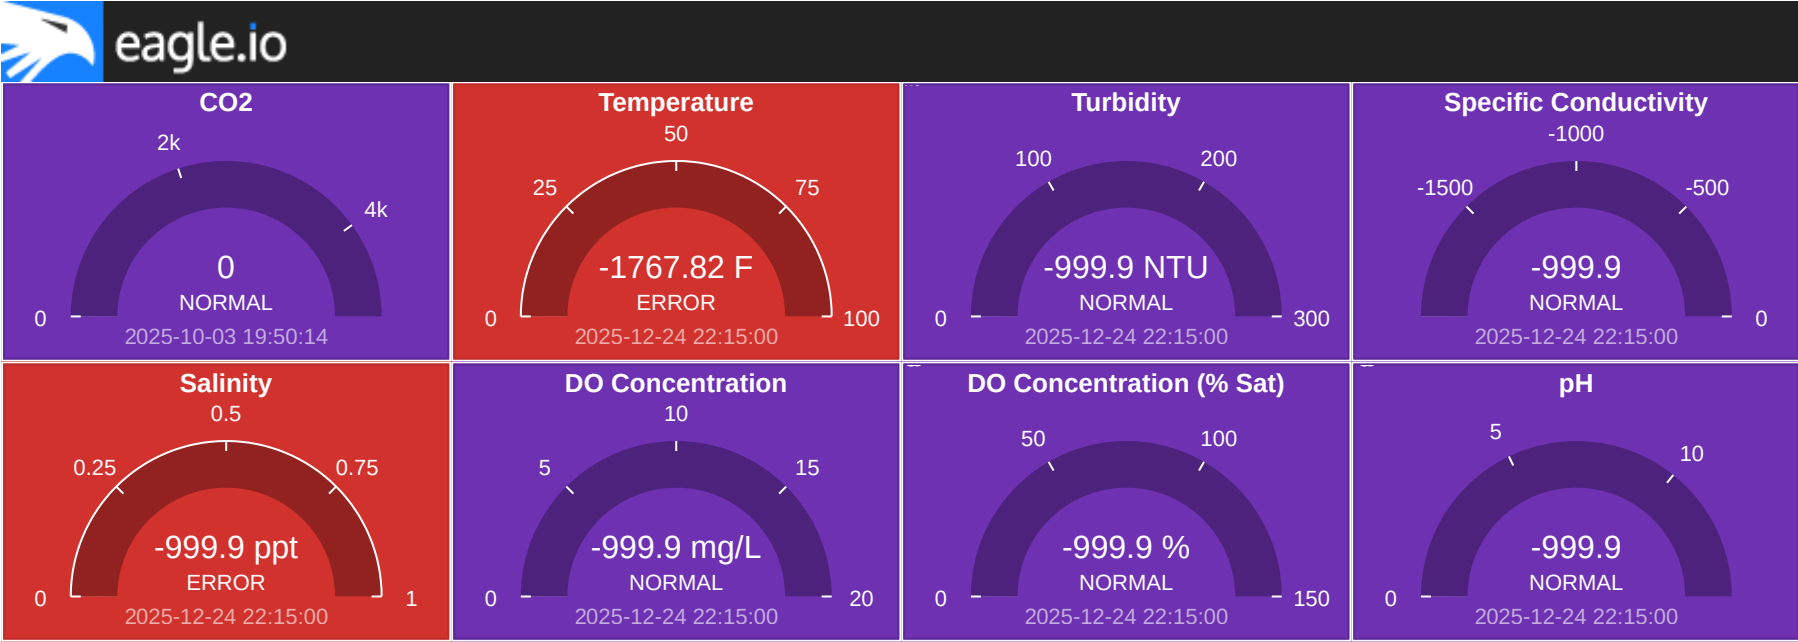 eagle.io
CO2
2k
4k
0
NORMAL
0
2025-10-03 19:50:14
Temperature
50
25
75
-1767.82 F
ERROR
0
100
2025-12-24 22:15:00
Turbidity
100
200
-999.9 NTU
NORMAL
0
300
2025-12-24 22:15:00
Specific Conductivity
-1000
-1500
-500
-999.9
NORMAL
0
2025-12-24 22:15:00
Salinity
0.5
0.25
0.75
-999.9 ppt
ERROR
0
1
2025-12-24 22:15:00
DO Concentration
10
5
15
-999.9 mg/L
NORMAL
0
20
2025-12-24 22:15:00
DO Concentration (% Sat)
50
100
-999.9 %
NORMAL
0
150
2025-12-24 22:15:00
pH
5
10
-999.9
NORMAL
0
2025-12-24 22:15:00